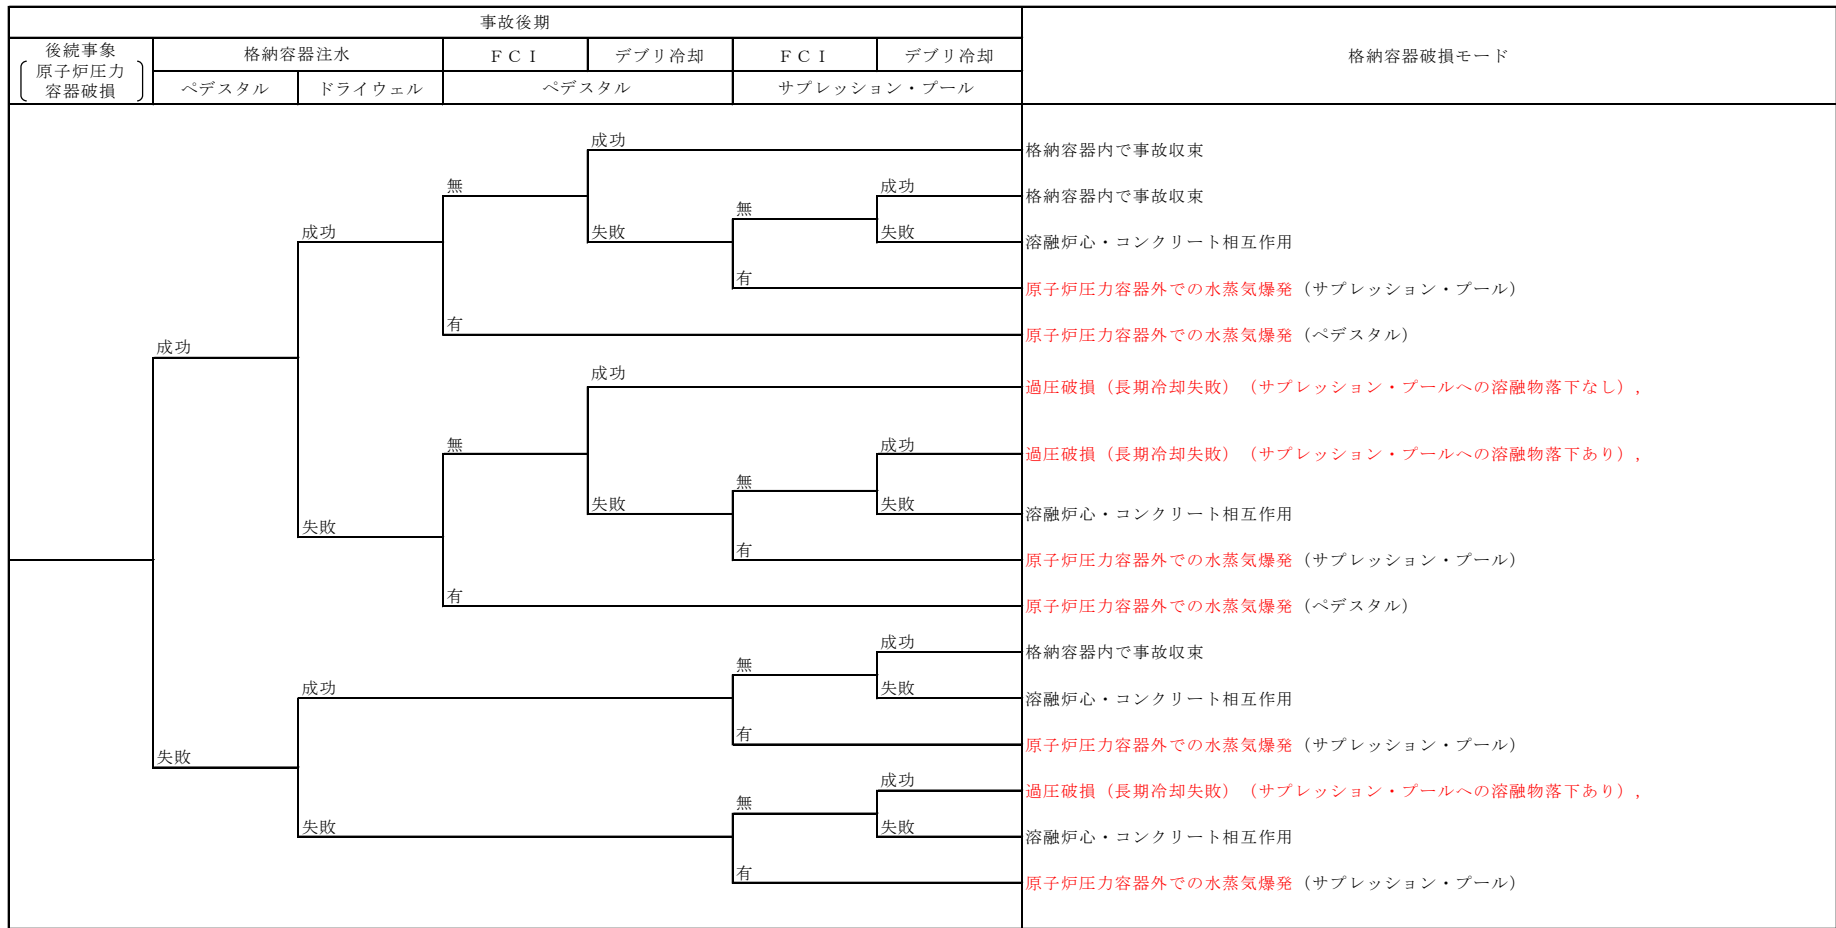 事故後期
後続事象
原子炉圧力
容器破損
格納容器注水
ＦＣＩ
デブリ冷却
ＦＣＩ
デブリ冷却
格納容器破損モード
ペデスタル
ドライウェル
ペデスタル
サプレッション・プール
成功
格納容器内で事故収束
無
成功
格納容器内で事故収束
無
成功
失敗
失敗
溶融炉心・コンクリート相互作用
有
原子炉圧力容器外での水蒸気爆発（サプレッション・プール）
有
原子炉圧力容器外での水蒸気爆発（ペデスタル）
成功
成功
過圧破損（長期冷却失敗）（サプレッション・プールへの溶融物落下なし），
無
成功
過圧破損（長期冷却失敗）（サプレッション・プールへの溶融物落下あり），
無
失敗
失敗
溶融炉心・コンクリート相互作用
失敗
有
原子炉圧力容器外での水蒸気爆発（サプレッション・プール）
有
原子炉圧力容器外での水蒸気爆発（ペデスタル）
成功
格納容器内で事故収束
無
成功
失敗
溶融炉心・コンクリート相互作用
有
原子炉圧力容器外での水蒸気爆発（サプレッション・プール）
失敗
成功
過圧破損（長期冷却失敗）（サプレッション・プールへの溶融物落下あり），
無
失敗
失敗
溶融炉心・コンクリート相互作用
有
原子炉圧力容器外での水蒸気爆発（サプレッション・プール）